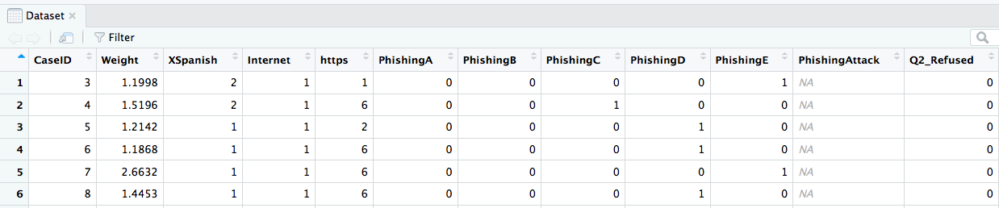 Dataset
Filter
CaseID Weight XSpanish Internet https PhishingA PhishingB PhishingC PhishingD PhishingE PhishingAttack Q2_Refused
1 3 1.1998 2 1 1 0 0 0 0 1 NA 0
2 4 1.5196 2 1 6 0 0 1 0 0 NA 0
3 5 1.2142 1 1 2 0 0 0 1 0 NA 0
4 6 1.1868 1 1 6 0 0 0 1 0 NA 0
5 7 2.6632 1 1 6 0 0 0 0 1 NA 0
6 8 1.4453 1 1 6 0 0 0 1 0 NA 0